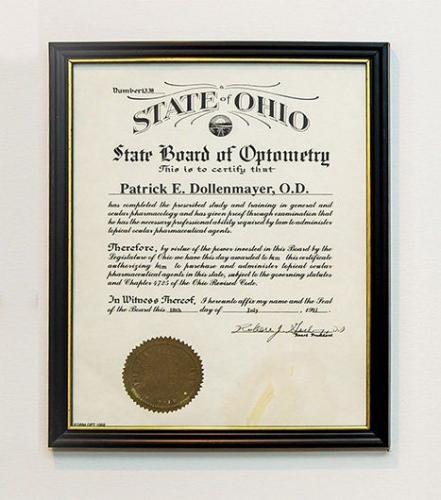 Number
STATE of OHIO
State Board of Optometry
This is to certify that
Patrick E. Dollenmayer, O.D.
has completed the prescribed study and training in general and
ocular pharmacology and has given proof through examination that
he has the necessary professional ability required by law to administer
topical ocular pharmaceutical agents.
Therefore, by virtue of the power invested in this Board by the
Legislature of Ohio we have this day awarded to him this certificate
authorizing him to purchase and administer topical ocular
pharmaceutical agents in this state, subject to the governing statutes
and Chapter 4725 of the Ohio Revised Code.
In Witness Thereof, I hereunto affix my name and the Seal
of the Board this day of July,
Robert J.
Board President